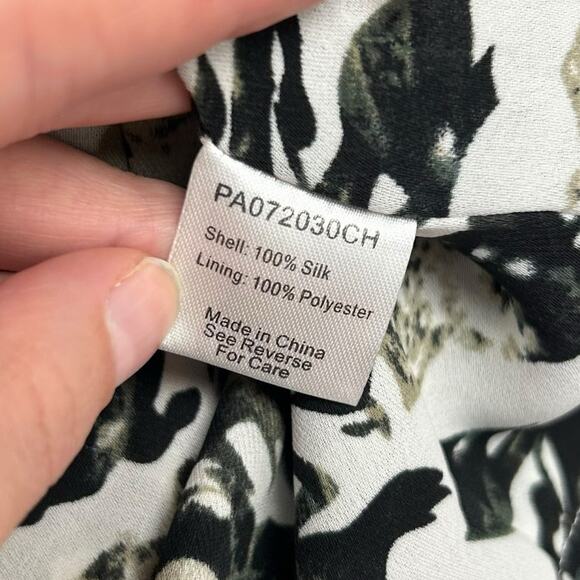 PA072030CH
Shell: 100% Silk
Lining: 100% Polyester
Made in China
See Reverse
For Care